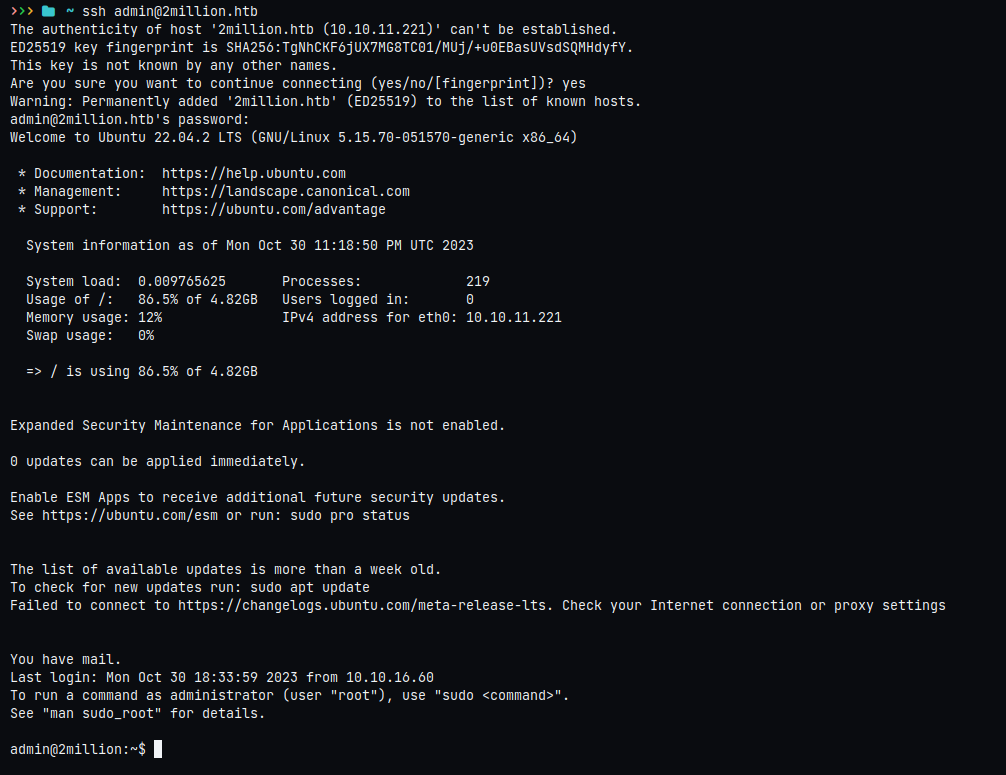 >>> ~ ssh admin@2million.htb
The authenticity of host '2million.htb (10.10.11.221)' can't be established.
ED25519 key fingerprint is SHA256:TgNhCKF6jUX7MG8TC01/MUj/+u0EBasUVsdSQMHdyfY.
This key is not known by any other names.
Are you sure you want to continue connecting (yes/no/[fingerprint])? yes
Warning: Permanently added '2million.htb' (ED25519) to the list of known hosts.
admin@2million.htb's password:
Welcome to Ubuntu 22.04.2 LTS (GNU/Linux 5.15.70-051570-generic x86_64)
* Documentation:  https://help.ubuntu.com
* Management:     https://landscape.canonical.com
* Support:        https://ubuntu.com/advantage
System information as of Mon Oct 30 11:18:50 PM UTC 2023
System load:  0.009765625       Processes:             219
Usage of /:   86.5% of 4.82GB   Users logged in:       0
Memory usage: 12%               IPv4 address for eth0: 10.10.11.221
Swap usage:   0%
=> / is using 86.5% of 4.82GB
Expanded Security Maintenance for Applications is not enabled.
0 updates can be applied immediately.
Enable ESM Apps to receive additional future security updates.
See https://ubuntu.com/esm or run: sudo pro status
The list of available updates is more than a week old.
To check for new updates run: sudo apt update
Failed to connect to https://changelogs.ubuntu.com/meta-release-lts. Check your Internet connection or proxy settings
You have mail.
Last login: Mon Oct 30 18:33:59 2023 from 10.10.16.60
To run a command as administrator (user "root"), use "sudo <command>".
See "man sudo_root" for details.
admin@2million:~$